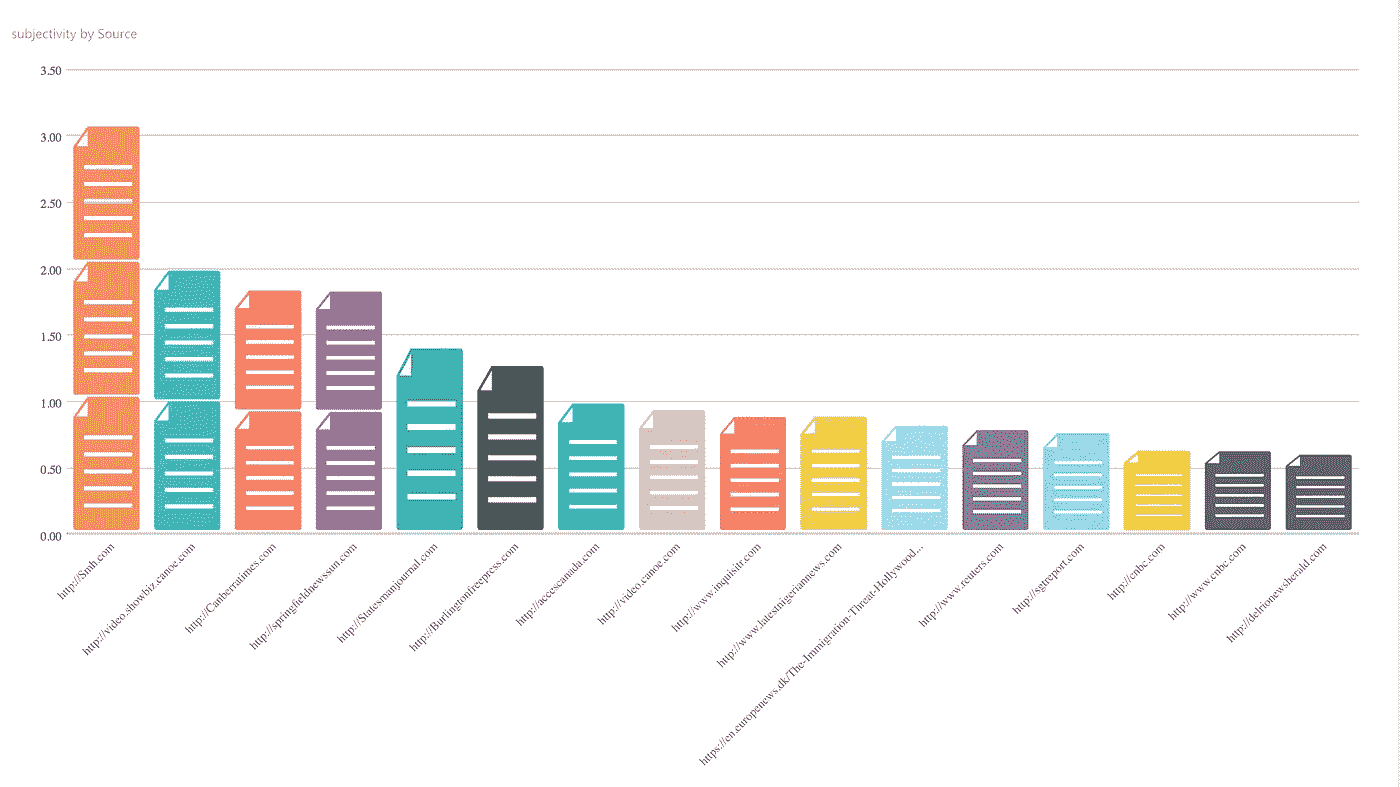 subjectivity by Source
3.50
3.00
2.50
2.00
1.50
1.00
0.50
0.00
http://Smh.com
http://video.showbiz.canoe.com
http://Canberratimes.com
http://springfieldnewssun.com
http://Statesmanjournal.com
http://Burlingtonfreepress.com
http://accescanada.com
http://video.canoe.com
http://www.inquisitr.com
http://www.latestnigeriannews.com
https://en.europenews.dk/The-Immigration-Threat-Hollywood...
http://www.reuters.com
http://sgtreport.com
http://cnbc.com
http://www.cnbc.com
http://delrionewsherald.com